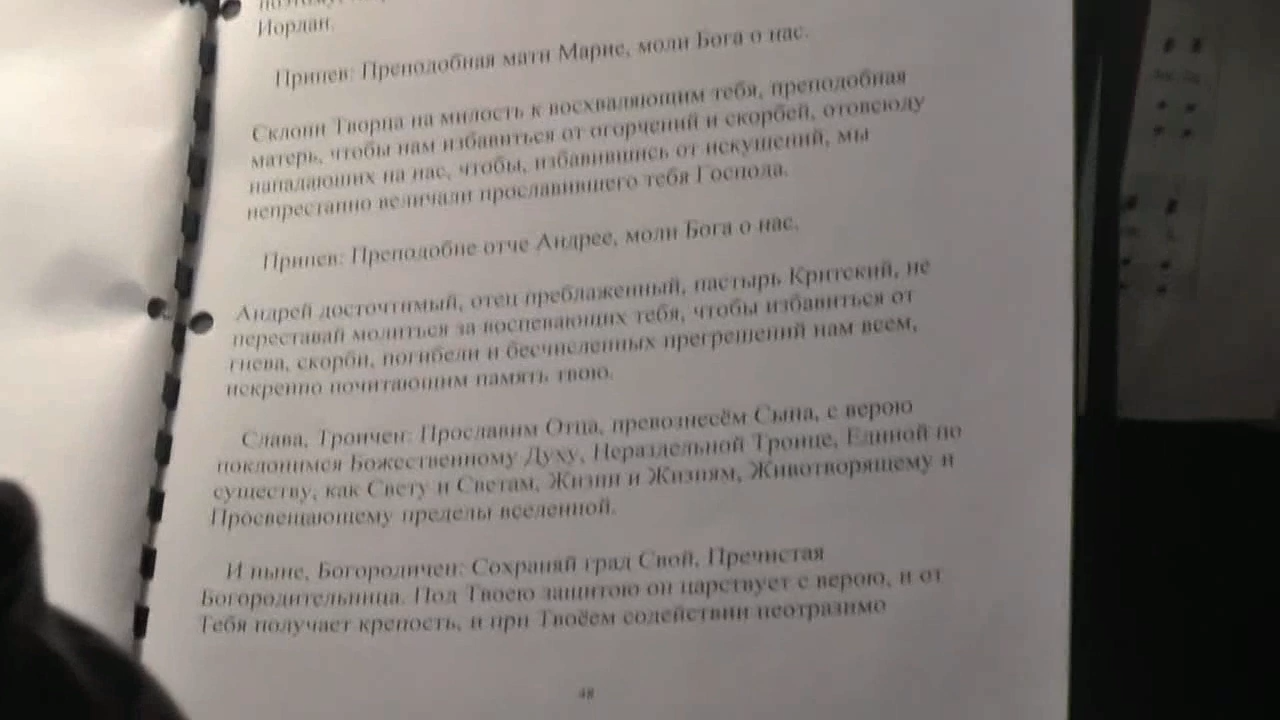 Иордан.
Припев: Преподобная мати Марие, моли Бога о нас.
Склони Творца на милость к восхваляющим тебя, преподобная
матерь, чтобы нам избавиться от огорчений и скорбей, отовсюду
нападающих на нас, чтобы, избавившись от искушений, мы
непрестанно величали прославившего тебя Господа.
Припев: Преподобне отче Андрее, моли Бога о нас.
Андрей досточтимый, отец преблаженный, пастырь Критский, не
переставай молиться за воспевающих тебя, чтобы избавиться от
гнева, скорби, погибели и бесчисленных прегрешений нам всем,
искренно почитающим память твою.
Слава, Троичен: Прославим Отца, превознесём Сына, с верою
поклонимся Божественному Духу, Нераздельной Троице, Единой по
существу, как Свету и Светам, Жизни и Жизням, Животворящему и
Просвещающему пределы вселенной.
И ныне, Богородичен: Сохраняй град Свой, Пречистая
Богородительница. Под Твоею защитою он царствует с верою, и от
Тебя получает крепость, и при Твоём содействии неотразимо
48